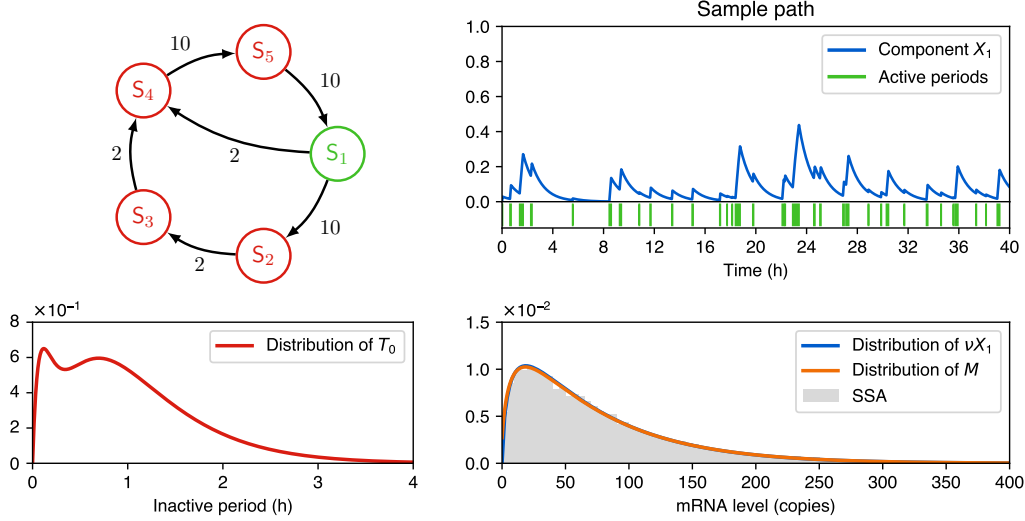 S₅
10
10
S₄
S₁
2
2
S₃
10
S₂
2
Sample path
1.0
0.8
0.6
0.4
0.2
0.0
Component X₁
Active periods
0 4 8 12 16 20 24 28 32 36 40
Time (h)
×10⁻¹
8
6
4
2
0
Distribution of T₀
0 1 2 3 4
Inactive period (h)
×10⁻²
1.5
1.0
0.5
0.0
Distribution of νX₁
Distribution of M
SSA
0 50 100 150 200 250 300 350 400
mRNA level (copies)